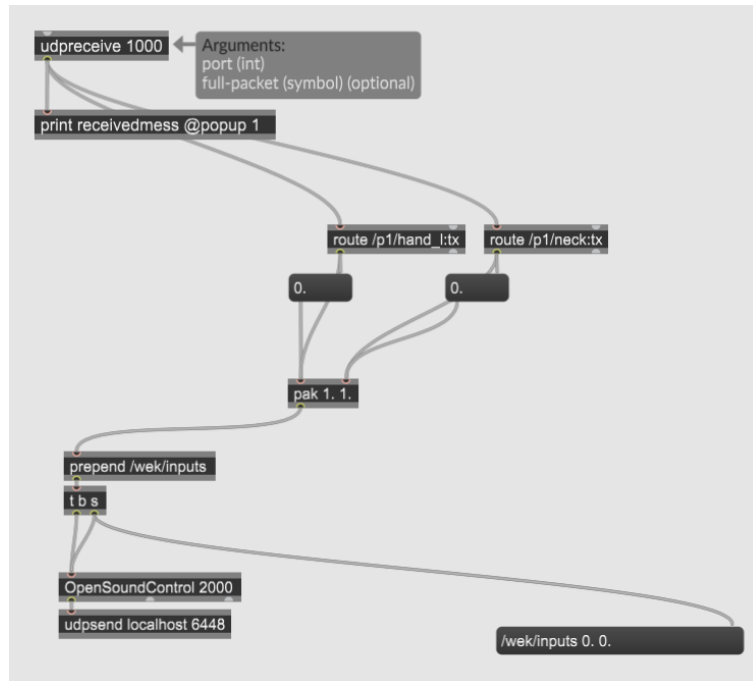 udpreceive 1000
Arguments:
port (int)
full-packet (symbol) (optional)
print receivedmess @popup 1
route /p1/hand_l:tx
route /p1/neck:tx
0.
0.
pak 1. 1.
prepend /wek/inputs
t b s
OpenSoundControl 2000
udpsend localhost 6448
/wek/inputs 0. 0.